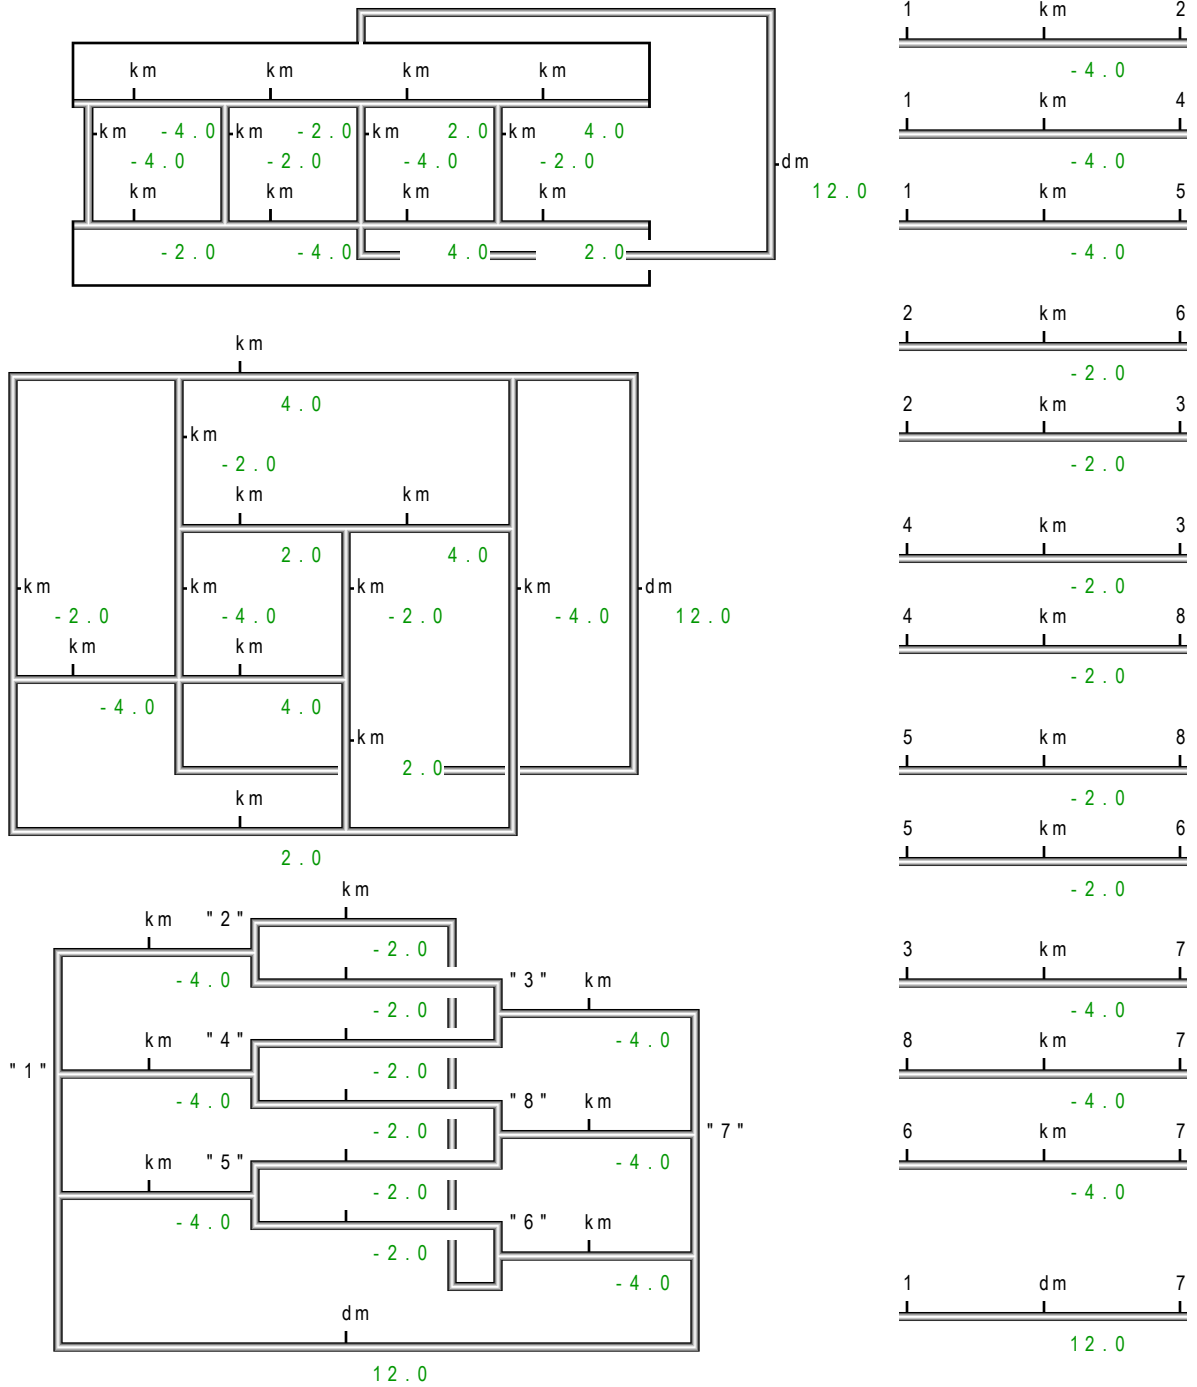 km km km km
km -4.0 km -2.0 km 2.0 km 4.0
-4.0 -2.0 -4.0 -2.0
dm
km km km km
12.0
-2.0 -4.0 4.0 2.0
km
4.0
km
-2.0
km km
2.0 4.0
km km km km dm
-2.0 -4.0 -2.0 -4.0 12.0
km km
-4.0 4.0
km
2.0
km
2.0
km
km "2"
-2.0
-4.0 "3" km
-2.0
km "4" -4.0
"1" -2.0
-4.0 "8" km
-2.0 "7"
km "5" -4.0
-2.0
-4.0 "6" km
-2.0
-4.0
dm
12.0
1 km 2
-4.0
1 km 4
-4.0
1 km 5
-4.0
2 km 6
-2.0
2 km 3
-2.0
4 km 3
-2.0
4 km 8
-2.0
5 km 8
-2.0
5 km 6
-2.0
3 km 7
-4.0
8 km 7
-4.0
6 km 7
-4.0
1 dm 7
12.0